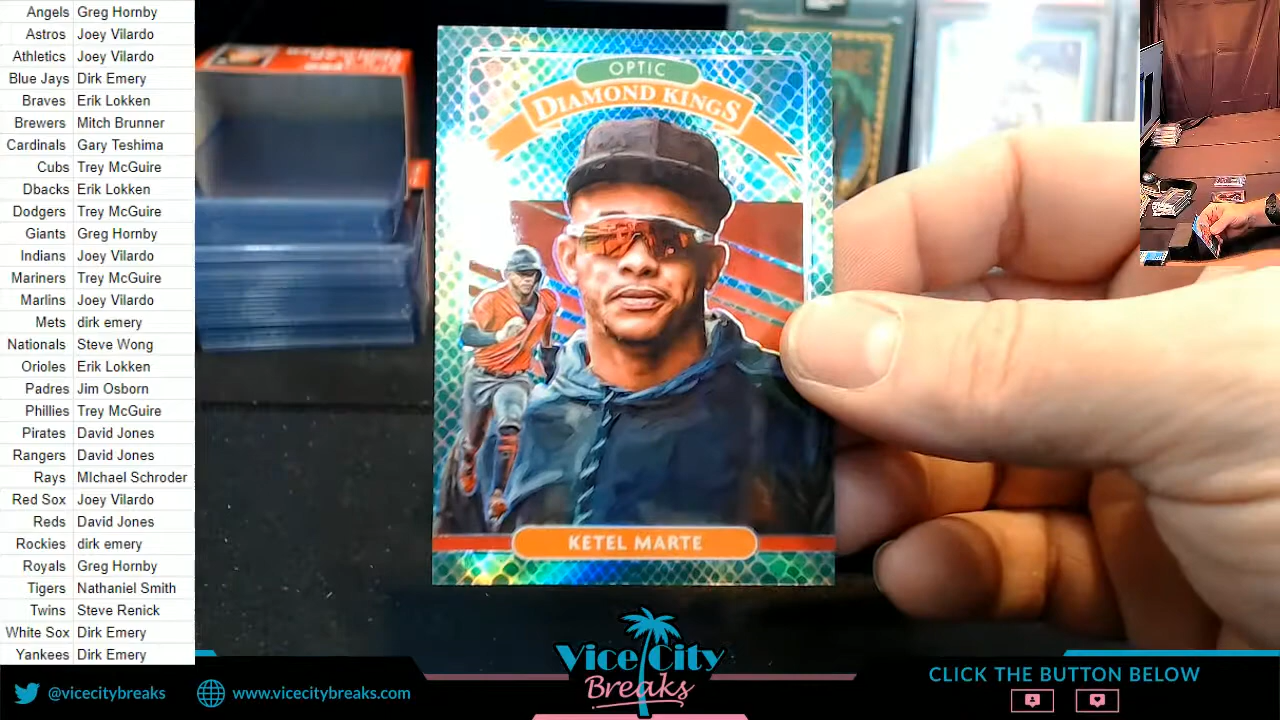 Angels Greg Hornby
Astros Joey Vilardo
Athletics Joey Vilardo
Blue Jays Dirk Emery
Braves Erik Lokken
Brewers Mitch Brunner
Cardinals Gary Teshima
Cubs Trey McGuire
Dbacks Erik Lokken
Dodgers Trey McGuire
Giants Greg Hornby
Indians Joey Vilardo
Mariners Trey McGuire
Marlins Joey Vilardo
Mets dirk emery
Nationals Steve Wong
Orioles Erik Lokken
Padres Jim Osborn
Phillies Trey McGuire
Pirates David Jones
Rangers David Jones
Rays MIchael Schroder
Red Sox Joey Vilardo
Reds David Jones
Rockies dirk emery
Royals Greg Hornby
Tigers Nathaniel Smith
Twins Steve Renick
White Sox Dirk Emery
Yankees Dirk Emery
OPTIC
DIAMOND KINGS
KETEL MARTE
@vicecitybreaks
www.vicecitybreaks.com
Vice City
Breaks
CLICK THE BUTTON BELOW